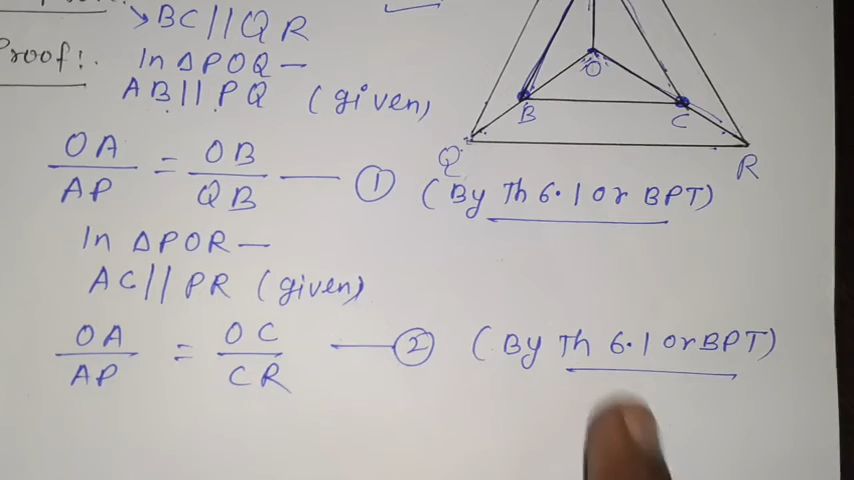 BC || QR
Proof:.
In ΔPOQ —
AB || PQ (given)
OA/AP = OB/QB —— ① (By Th 6.1 or BPT)
In ΔPOR —
AC || PR (given)
OA/AP = OC/CR —— ② (By Th 6.1 or BPT)
O
B
C
Q
R